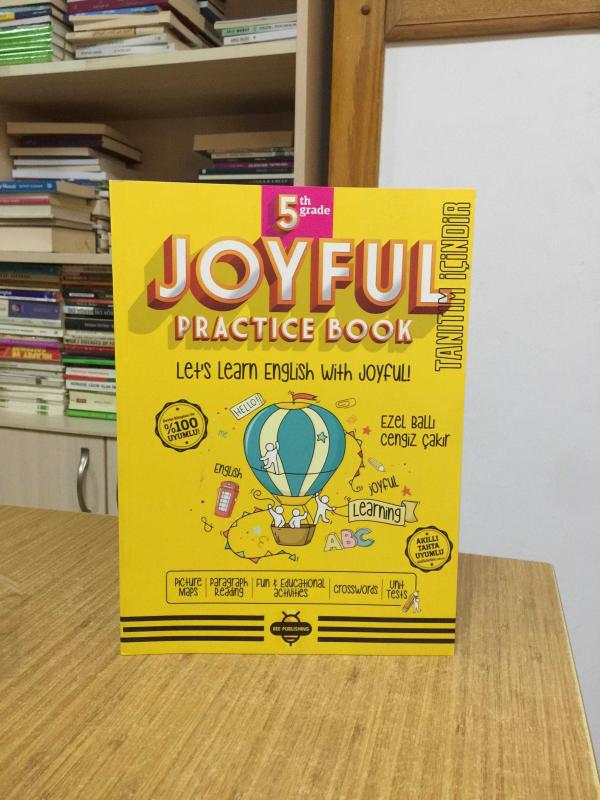 5th
grade
JOYFUL
PRACTICE BOOK
TANITIM İÇİNDİR
Let's Learn English With Joyful!
HELLO!
Ezel Ballı
Cengiz Çakır
%100
UYUMLU!
English
Joyful
Learning
ABC
AKILLI
TAHTA
UYUMLU
Picture Maps
Paragraph Reading
Fun & Educational activities
Crosswords
Unit Tests
BEE PUBLISHING